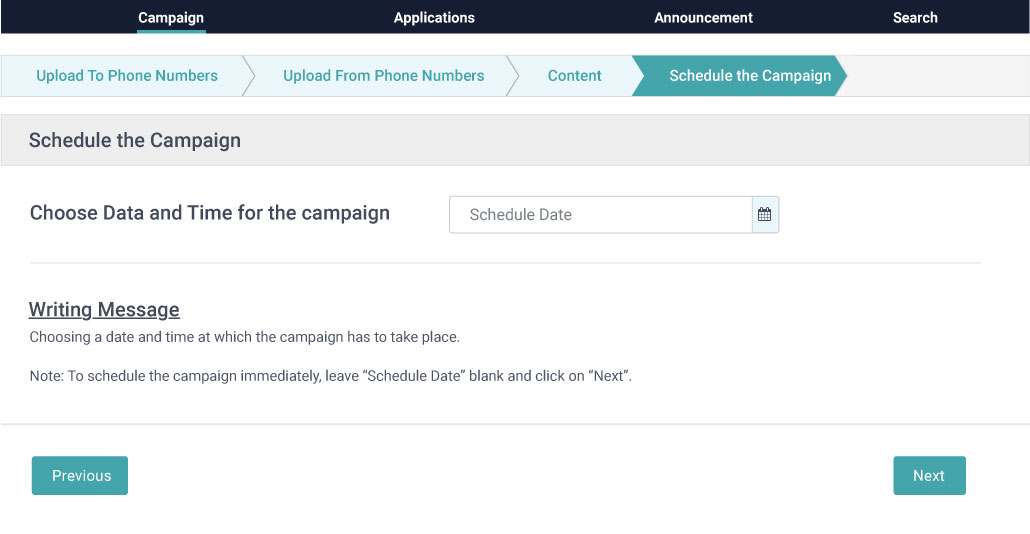 Campaign Applications Announcement Search
Upload To Phone Numbers Upload From Phone Numbers Content Schedule the Campaign
Schedule the Campaign
Choose Data and Time for the campaign Schedule Date
Writing Message
Choosing a date and time at which the campaign has to take place.
Note: To schedule the campaign immediately, leave “Schedule Date” blank and click on “Next”.
Previous Next